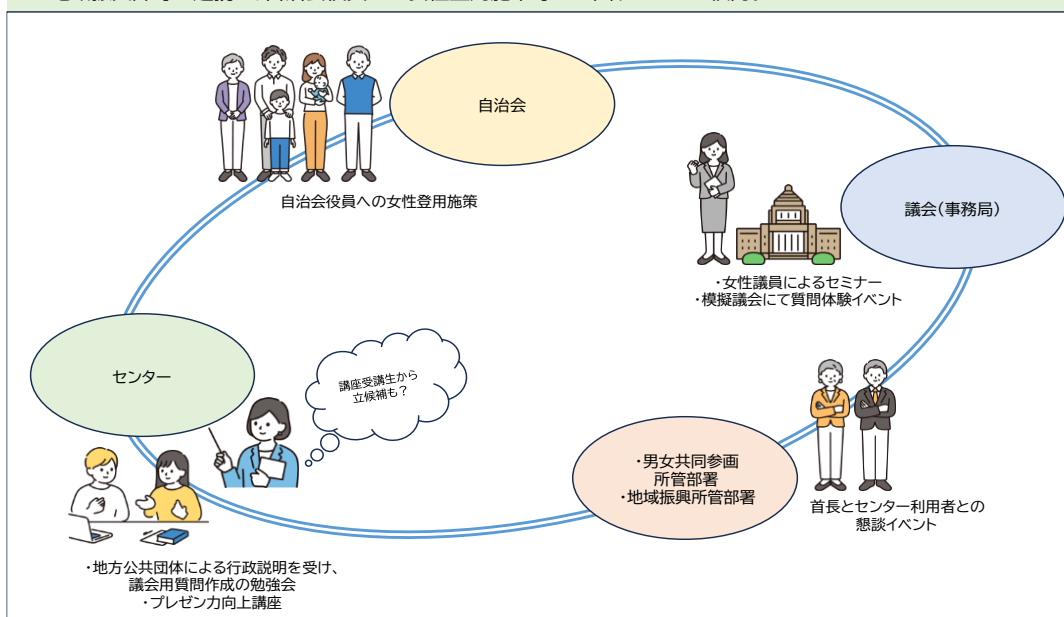 自治会
自治会役員への女性登用施策
議会(事務局)
・女性議員によるセミナー
・模擬議会にて質問体験イベント
センター
講座受講生から
立候補も?
・男女共同参画
所管部署
・地域振興所管部署
首長とセンター利用者との
懇談イベント
・地方公共団体による行政説明を受け、
議会用質問作成の勉強会
・プレゼン力向上講座